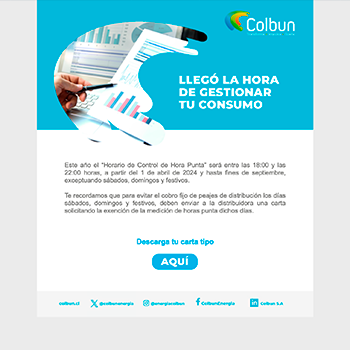 Colbun
LLEGÓ LA HORA
DE GESTIONAR
TU CONSUMO
Este año el "Horario de Control de Hora Punta" será entre las 18:00 y las
22:00 horas, a partir del 1 abril de 2024 y hasta fines de septiembre,
exceptuando sábados, domingos y festivos.
Te recordamos que para evitar el cobro fijo de peajes de distribución los días
sábados, domingos y festivos, deben enviar a la distribuidora una carta
solicitando la exención de la medición de horas punta dichos días.
Descarga tu carta tipo
AQUÍ
colbun.cl @colbunenergia @energiacolbun /ColbunEnergia Colbun S.A.